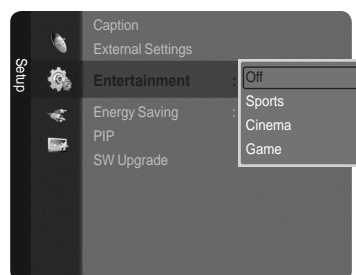 Setup
Caption
External Settings
Entertainment : Off
Sports
Energy Saving :
Cinema
PIP
Game
SW Upgrade